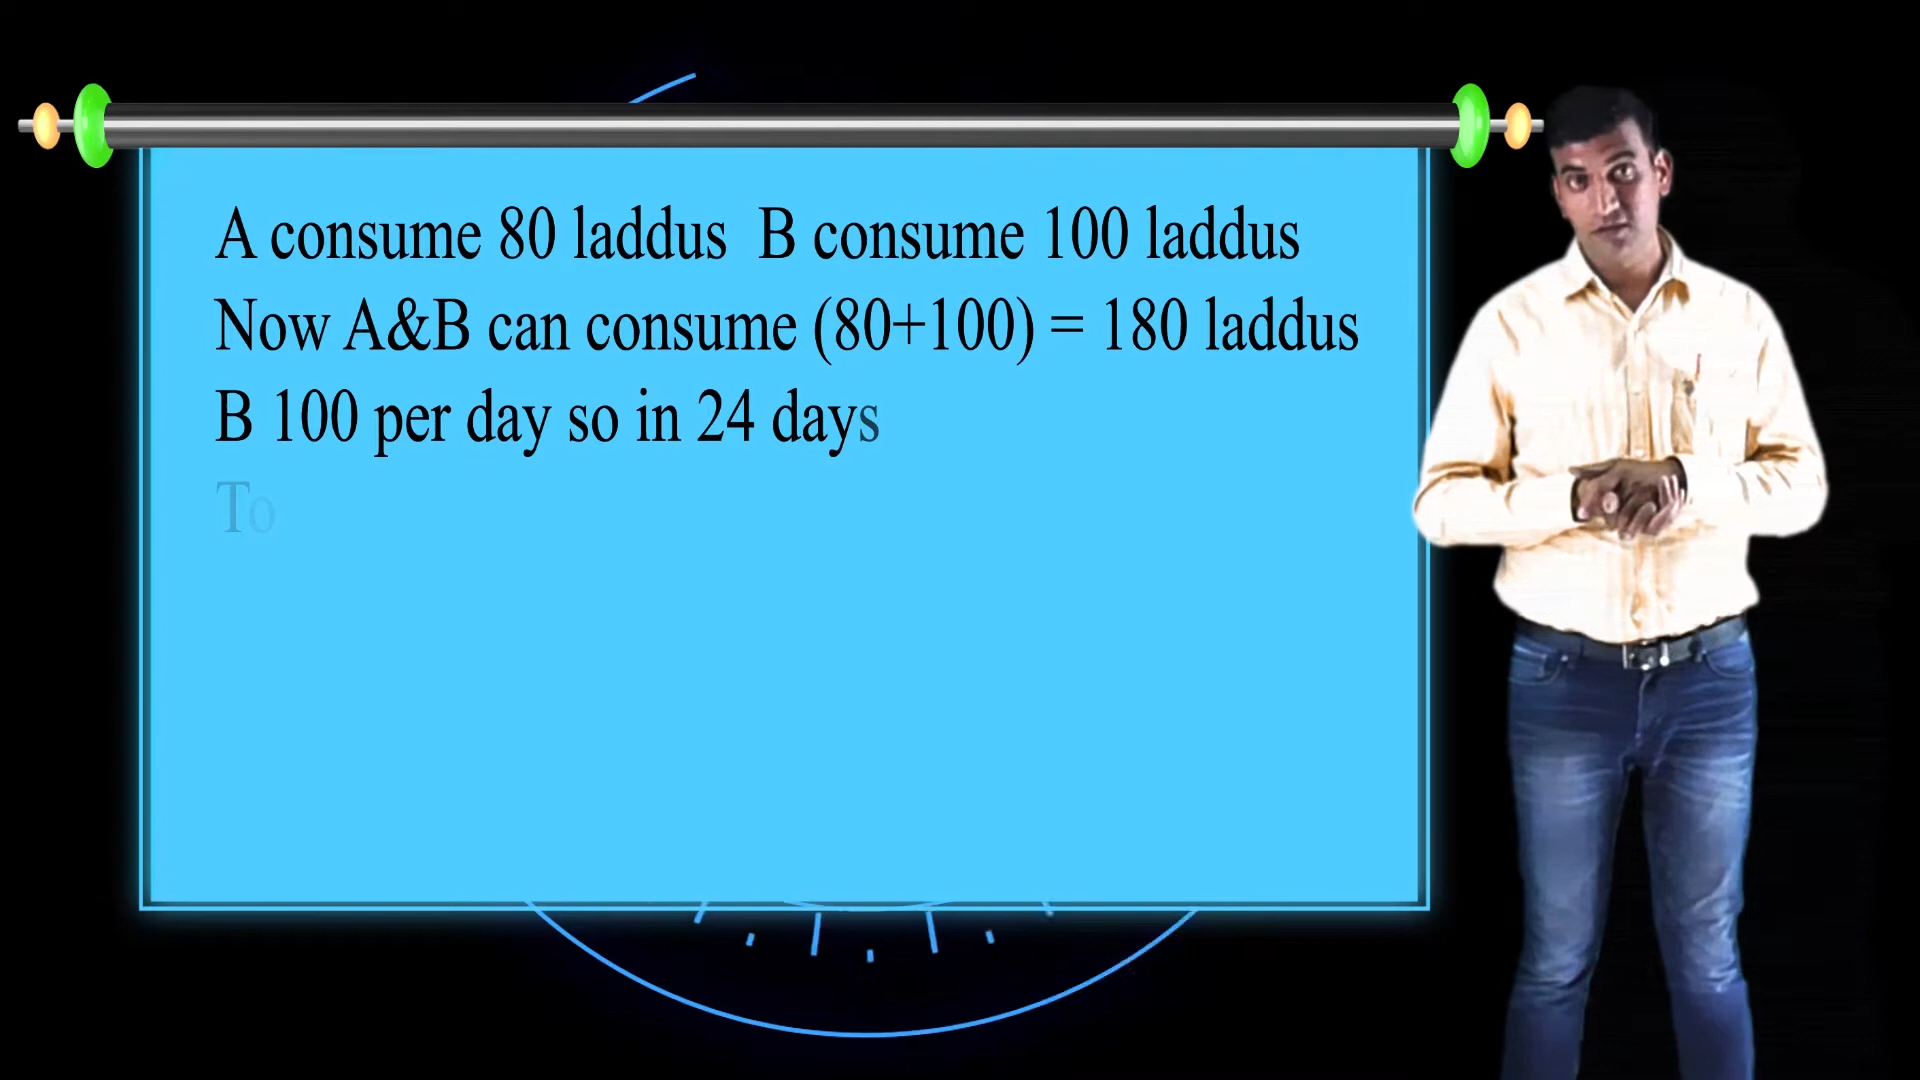 A consume 80 laddus B consume 100 laddus
Now A&B can consume (80+100) = 180 laddus
B 100 per day so in 24 days
To